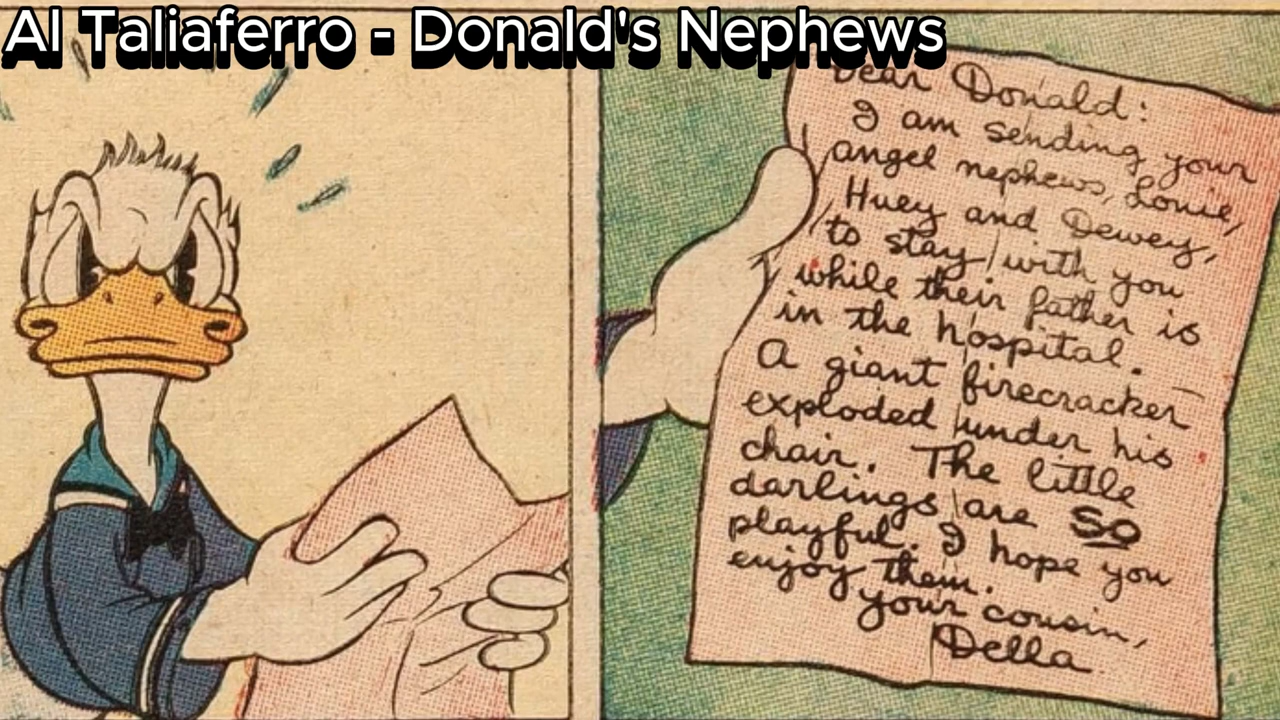 Al Taliaferro - Donald's Nephews
Dear Donald:
I am sending your
angel nephews, Louie,
Huey and Dewey,
to stay with you
while their father is
in the hospital.
A giant firecracker
exploded under his
chair. The little
darlings are SO
playful. I hope you
enjoy them.
your cousin,
Della